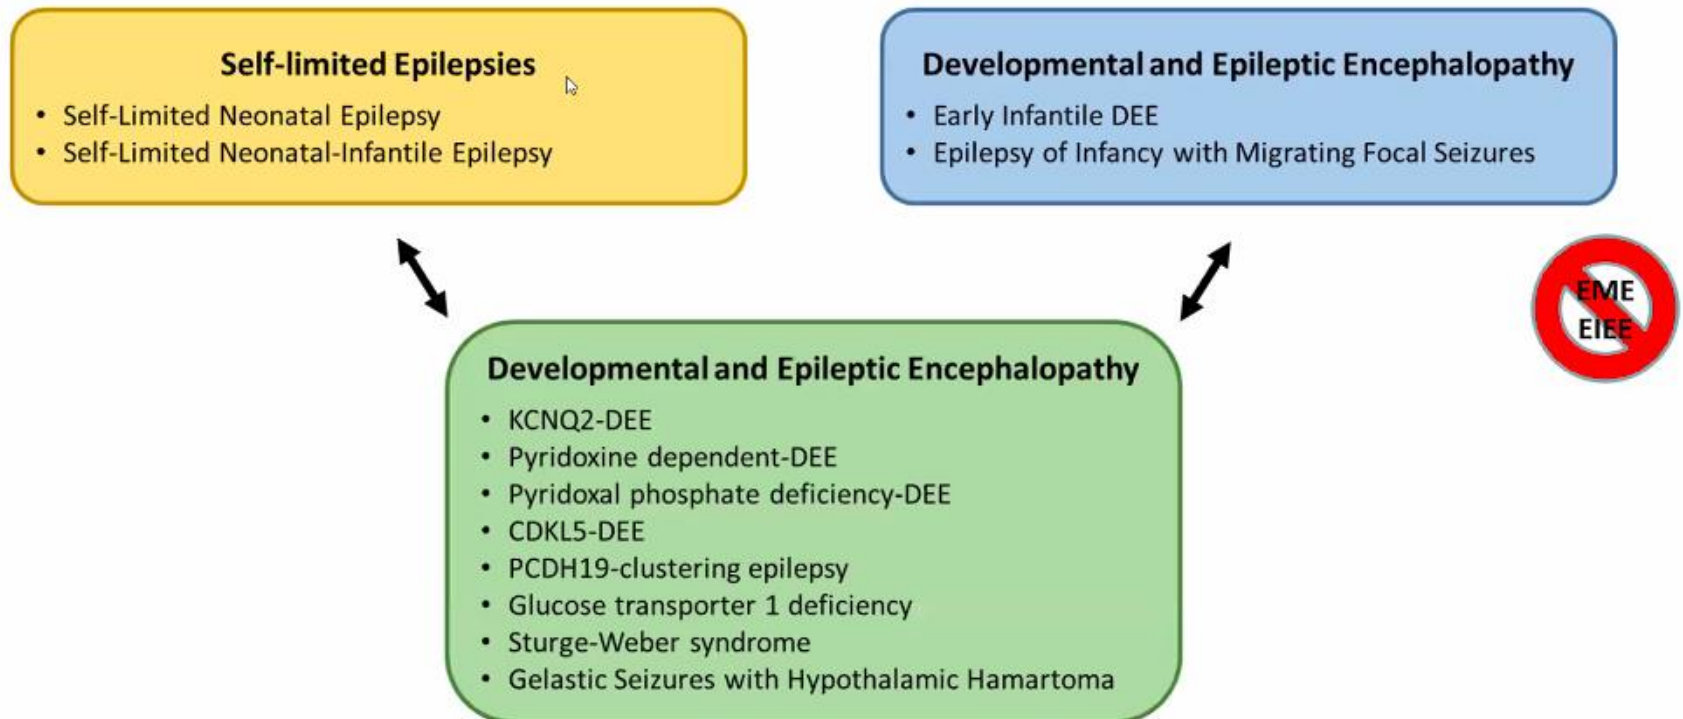 Self-limited Epilepsies
• Self-Limited Neonatal Epilepsy
• Self-Limited Neonatal-Infantile Epilepsy
Developmental and Epileptic Encephalopathy
• Early Infantile DEE
• Epilepsy of Infancy with Migrating Focal Seizures
EME
EIEE
Developmental and Epileptic Encephalopathy
• KCNQ2-DEE
• Pyridoxine dependent-DEE
• Pyridoxal phosphate deficiency-DEE
• CDKL5-DEE
• PCDH19-clustering epilepsy
• Glucose transporter 1 deficiency
• Sturge-Weber syndrome
• Gelastic Seizures with Hypothalamic Hamartoma